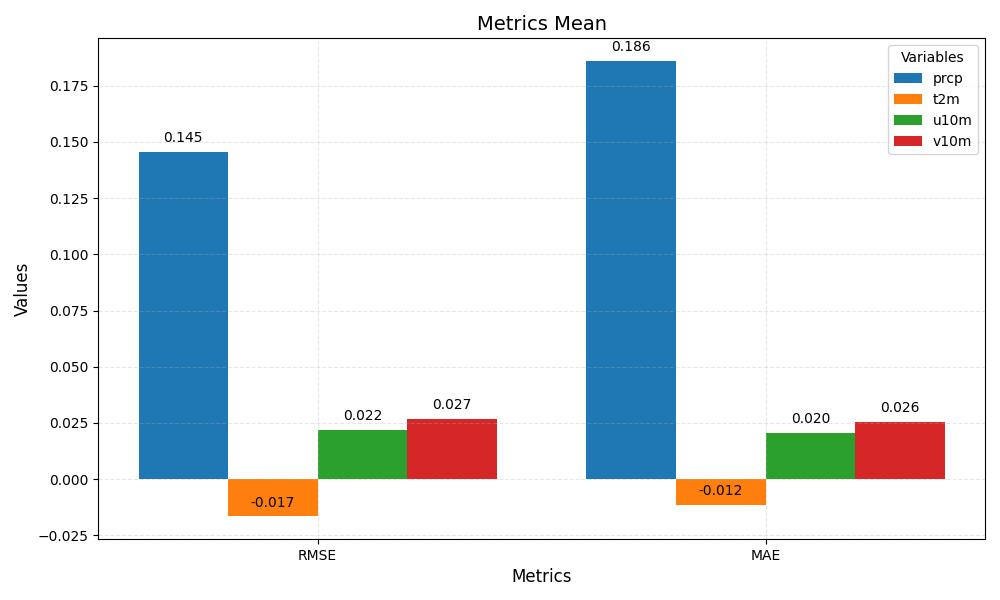 Metrics Mean
Values
0.175
0.150
0.125
0.100
0.075
0.050
0.025
0.000
−0.025
0.145
-0.017
0.022
0.027
0.186
-0.012
0.020
0.026
Variables
prcp
t2m
u10m
v10m
RMSE
MAE
Metrics